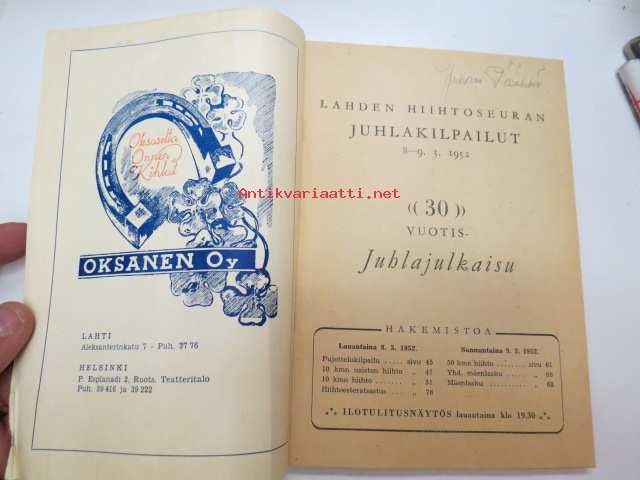 Oksaselta
Onnen
Kihlat
OKSANEN Oy
LAHTI
Aleksanterinkatu 7 - Puh. 37 76
HELSINKI
P. Esplanadi 2, Ruots. Teatteritalo
Puh. 39 416 ja 39 222
LAHDEN HIIHTOSEURAN
JUHLAKILPAILUT
8—9. 3. 1952
((30))
VUOTIS-
Juhlajulkaisu
HAKEMISTOA
Lauantaina 8. 3. 1952.
Pujottelukilpailu ..... sivu 45
10 kmn naisten hiihto „ 47
10 kmn hiihto ........ „ 51
Hiihtoesteratsastus .... „ 78
Sunnuntaina 9. 3. 1952.
50 kmn hiihto ...... sivu 61
Yhd. mäenlasku .... „ 68
Mäenlasku ......... „ 68
ILOTULITUSNÄYTÖS lauantaina klo 19.30
Antikvariaatti.net